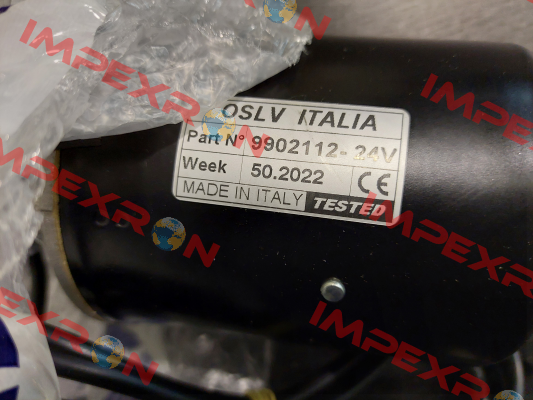 IMPEXRON
IMPEXRON
OSLV ITALIA
Part N° 9902112-24V
Week 50.2022 CE
MADE IN ITALY TESTED
IMPEXRON
IMPEXRON
IMPEXRON
IMPEXRON